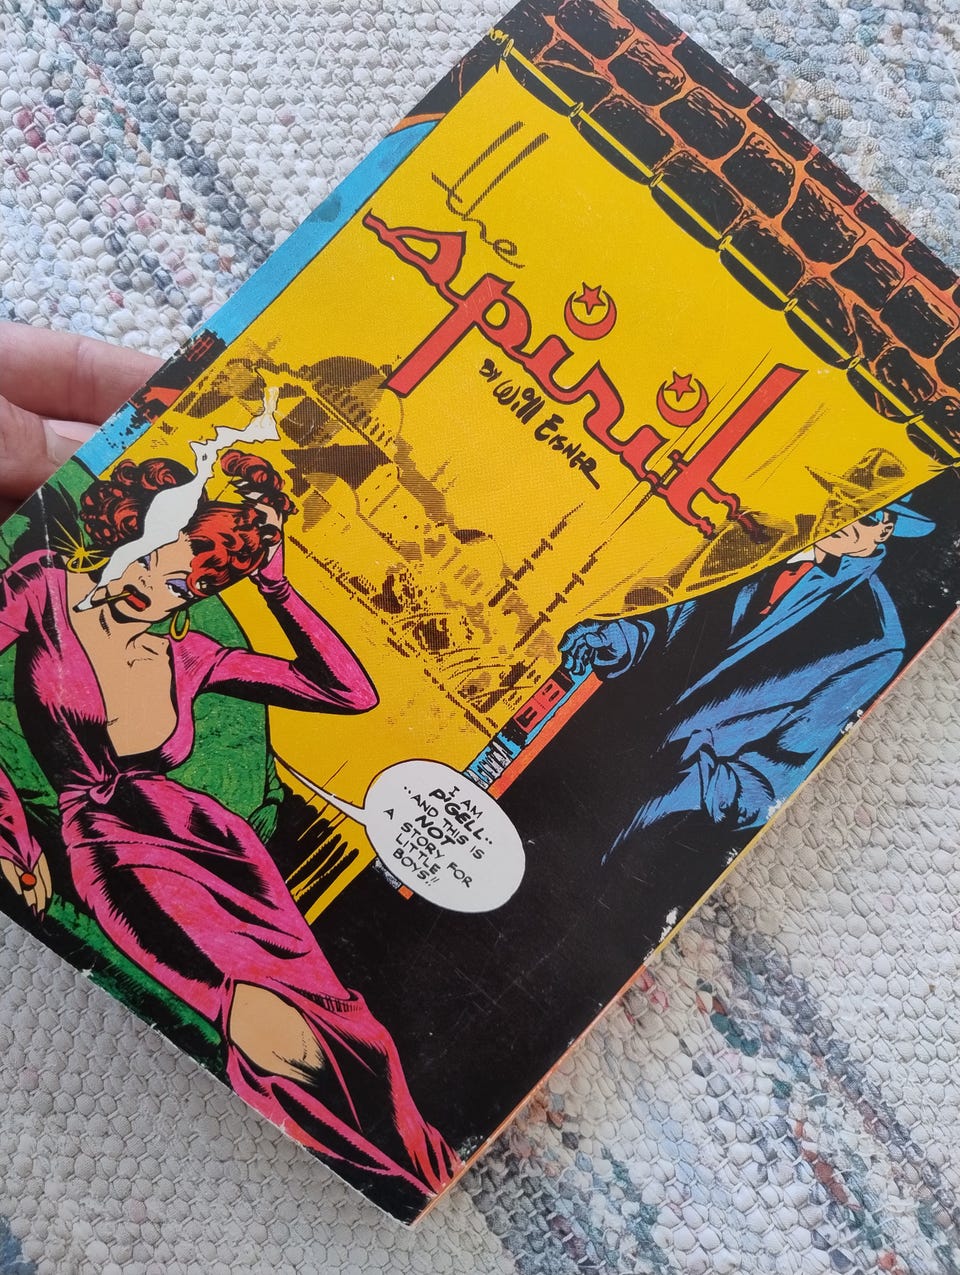 the
spirit
BY WILL EISNER
I AM
P'GELL..
..AND THIS IS
NOT
A STORY FOR
LITTLE
BOYS!!